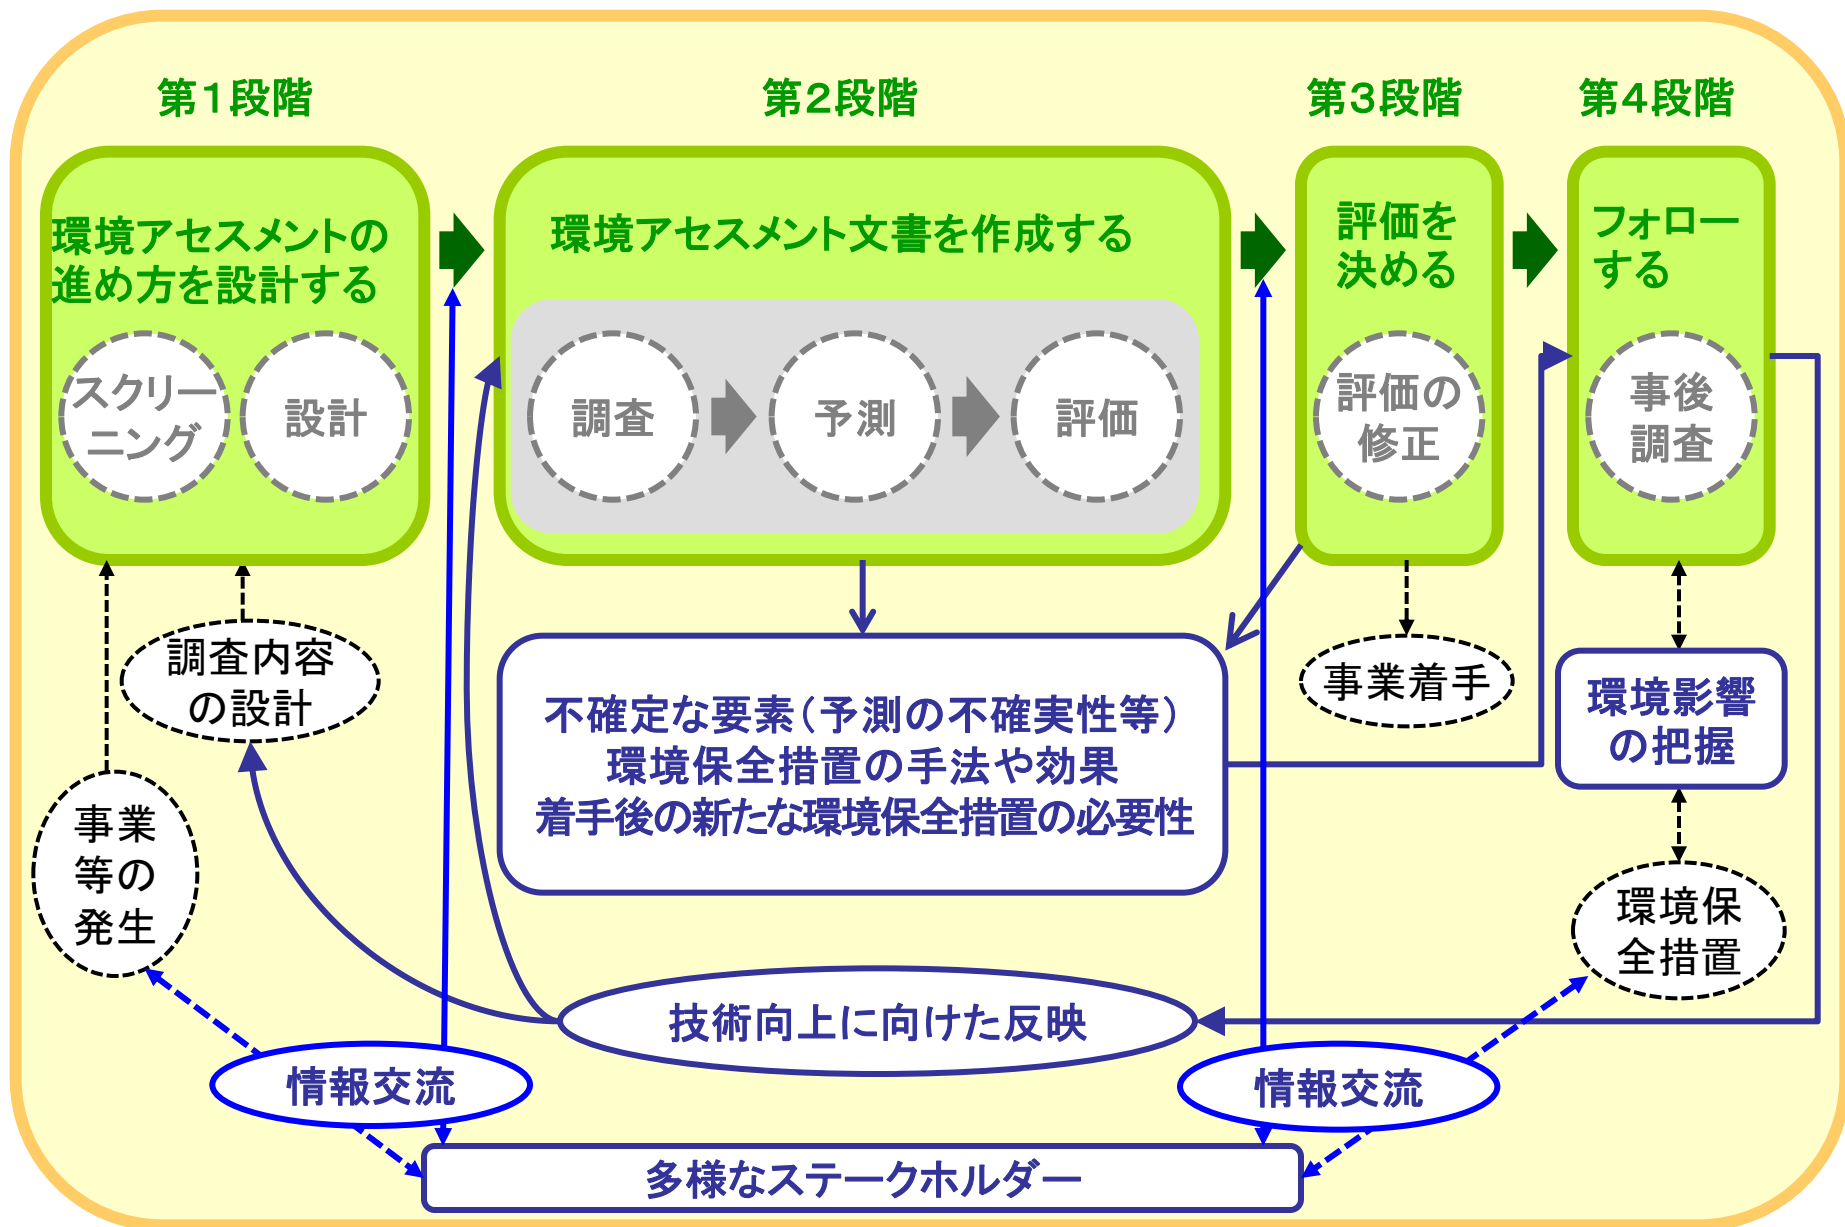 第１段階
第２段階
第３段階
第４段階
環境アセスメントの
進め方を設計する
スクリー
ニング
設計
環境アセスメント文書を作成する
調査
予測
評価
評価を
決める
評価の
修正
フォロー
する
事後
調査
調査内容
の設計
事業
等の
発生
不確定な要素（予測の不確実性等）
環境保全措置の手法や効果
着手後の新たな環境保全措置の必要性
事業着手
環境影響
の把握
環境保
全措置
技術向上に向けた反映
情報交流
情報交流
多様なステークホルダー